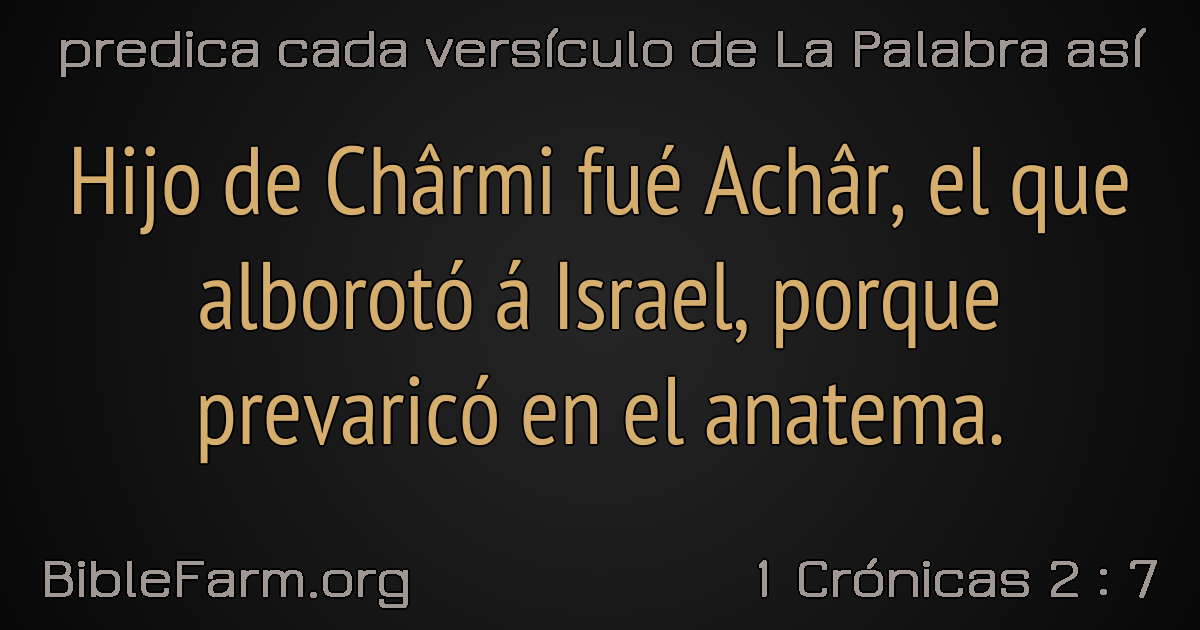 predica cada versículo de La Palabra así
Hijo de Chârmi fué Achâr, el que
alborotó á Israel, porque
prevaricó en el anatema.
BibleFarm.org
1 Crónicas 2 : 7